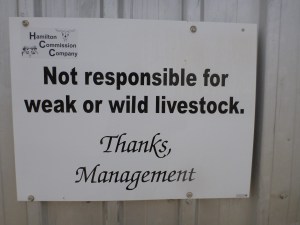 Hamilton
Commission
Company
Not responsible for
weak or wild livestock.
Thanks,
Management